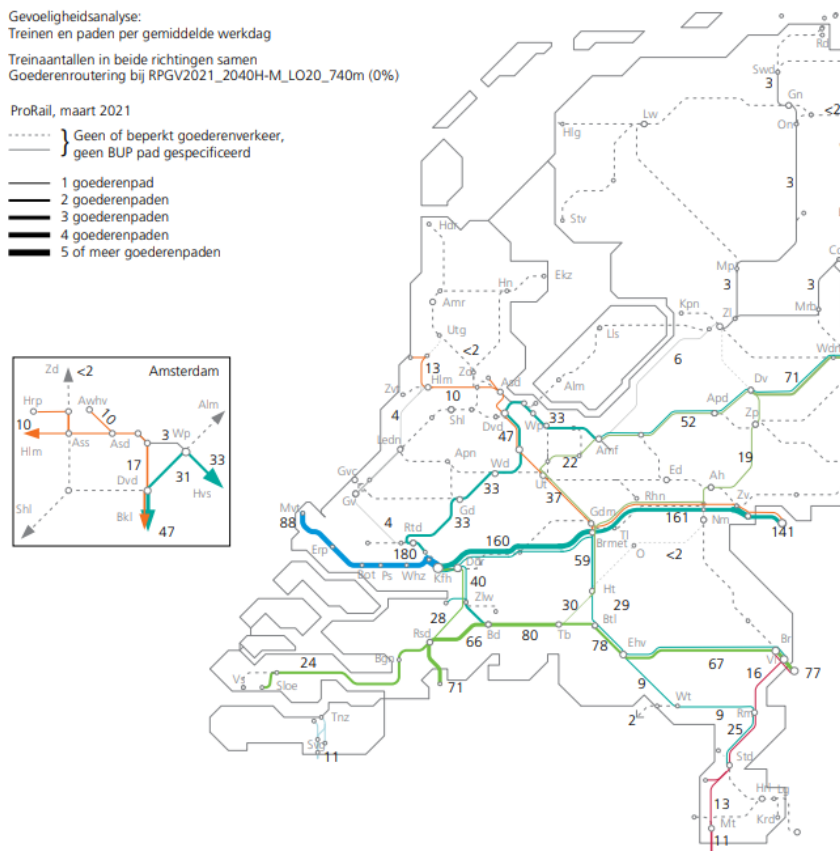 Gevoeligheidsanalyse:
Treinen en paden per gemiddelde werkdag
Treinaantallen in beide richtingen samen
Goederenroutering bij RPGV2021_2040H-M_LO20_740m (0%)
ProRail, maart 2021
} Geen of beperkt goederenverkeer,
geen BUP pad gespecificeerd
1 goederenpad
2 goederenpaden
3 goederenpaden
4 goederenpaden
5 of meer goederenpaden
Rd
Swd
3
Gn
<2
On
Lw
Hlg
3
Stv
Hdr
Mp
3
3
Ekz
Hn
Amr
Kpn
Zl
Mrb
Utg
Lls
6
<2
Zd
Asd
13
Hlm
10
Zvt
4
Alm
Shl
Dvd
Wp
33
47
Ledn
Apn
Wd
33
Amf
22
Ut
37
Apd
52
Dv
71
Zp
19
Ed
Ah
Rhn
Zv
161
Nm
141
<2
Gvc
Gv
4
Gd
33
Rtd
180
160
Gdm
Tl
Brmet
O
59
Mvt
88
Erp
Bot
Ps
Whz
Kfh
Ddr
40
Zlw
28
Ht
30
29
Btl
Tb
80
Bd
66
Rsd
Bgn
24
Vs
Sloe
71
78
Ehv
67
Br
Vl
77
16
9
Wt
2
9
Rm
25
Std
Hrl
Lg
Krd
13
Mt
11
Tnz
11
Amsterdam
Zd
<2
Hrp
Awhv
10
10
Hlm
Ass
Asd
3
Wp
Alm
17
31
33
Hvs
Dvd
Shl
Bkl
47